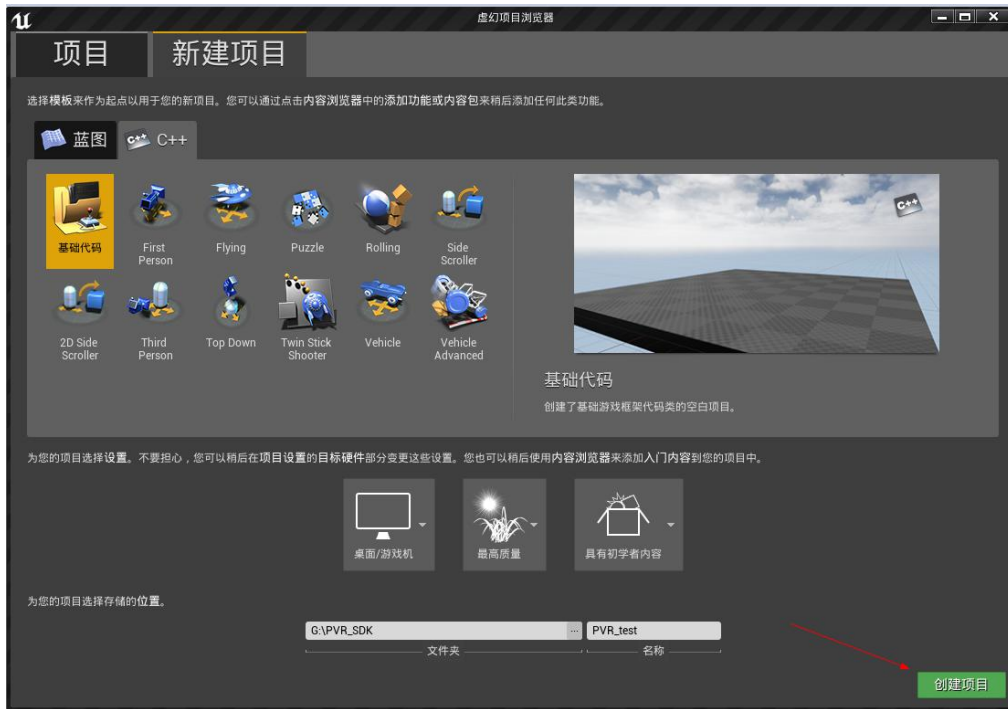 虚幻项目浏览器
项目
新建项目
选择模板来作为起点以用于您的新项目。您可以通过点击内容浏览器中的添加功能或内容包来稍后添加任何此类功能。
蓝图
C++
C++
基础代码
First
Person
Flying
Puzzle
Rolling
Side
Scroller
2D Side
Scroller
Third
Person
Top Down
Twin Stick
Shooter
Vehicle
Vehicle
Advanced
C++
基础代码
创建了基础游戏框架代码类的空白项目。
为您的项目选择设置。不要担心，您可以稍后在项目设置的目标硬件部分变更这些设置。您也可以稍后使用内容浏览器来添加入门内容到您的项目中。
桌面/游戏机
最高质量
具有初学者内容
为您的项目选择存储的位置。
G:\PVR_SDK
...
PVR_test
文件夹
名称
创建项目